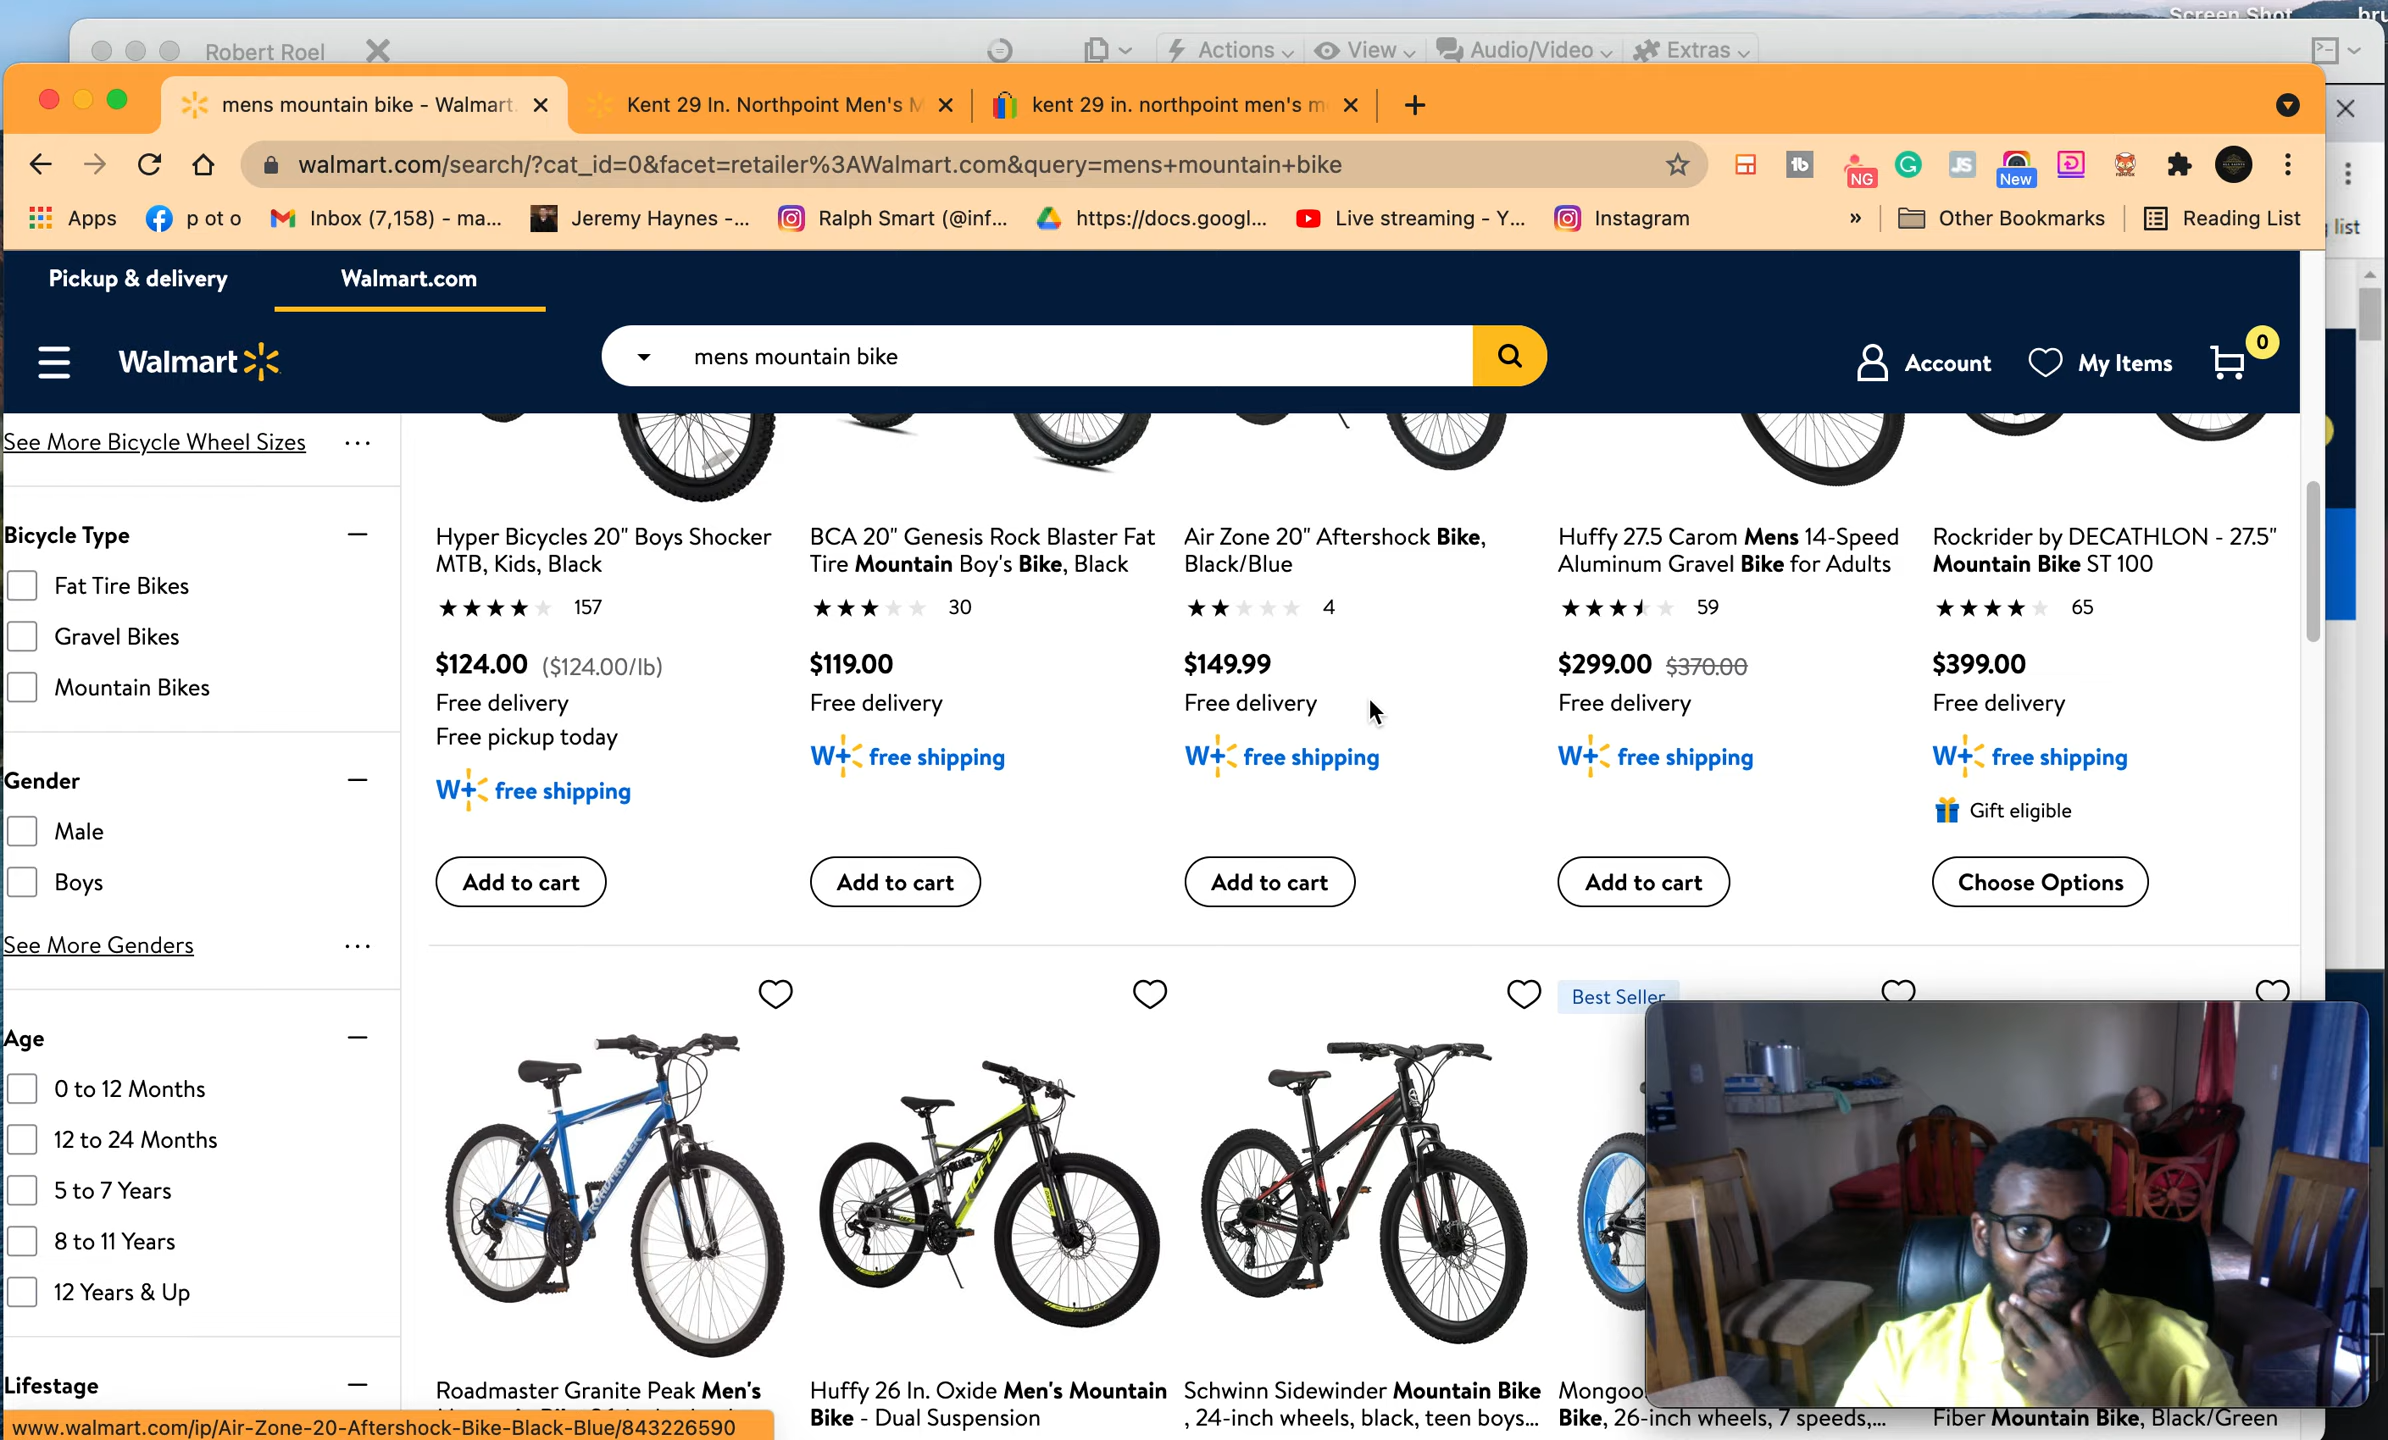 Screen Shot
Robert Roel
Actions
View
Audio/Video
Extras
mens mountain bike - Walmart.
Kent 29 In. Northpoint Men's M
kent 29 in. northpoint men's m
walmart.com/search/?cat_id=0&facet=retailer%3AWalmart.com&query=mens+mountain+bike
NG
JS
New
Apps
p ot o
Inbox (7,158) - ma...
Jeremy Haynes -...
Ralph Smart (@inf...
https://docs.googl...
Live streaming - Y...
Instagram
»
Other Bookmarks
Reading List
list
Pickup & delivery
Walmart.com
Walmart
mens mountain bike
Account
My Items
0
See More Bicycle Wheel Sizes
Bicycle Type
Fat Tire Bikes
Gravel Bikes
Mountain Bikes
Gender
Male
Boys
See More Genders
Age
0 to 12 Months
12 to 24 Months
5 to 7 Years
8 to 11 Years
12 Years & Up
Lifestage
Hyper Bicycles 20" Boys Shocker
MTB, Kids, Black
157
$124.00 ($124.00/lb)
Free delivery
Free pickup today
W+ free shipping
Add to cart
BCA 20" Genesis Rock Blaster Fat
Tire Mountain Boy's Bike, Black
30
$119.00
Free delivery
W+ free shipping
Add to cart
Air Zone 20" Aftershock Bike,
Black/Blue
4
$149.99
Free delivery
W+ free shipping
Add to cart
Huffy 27.5 Carom Mens 14-Speed
Aluminum Gravel Bike for Adults
59
$299.00 $370.00
Free delivery
W+ free shipping
Add to cart
Rockrider by DECATHLON - 27.5"
Mountain Bike ST 100
65
$399.00
Free delivery
W+ free shipping
Gift eligible
Choose Options
Best Seller
ROADMASTER
HUFFY
Roadmaster Granite Peak Men's
Huffy 26 In. Oxide Men's Mountain
Bike - Dual Suspension
Schwinn Sidewinder Mountain Bike
, 24-inch wheels, black, teen boys...
Mongoo
Bike, 26-inch wheels, 7 speeds,...
Fiber Mountain Bike, Black/Green
www.walmart.com/ip/Air-Zone-20-Aftershock-Bike-Black-Blue/843226590